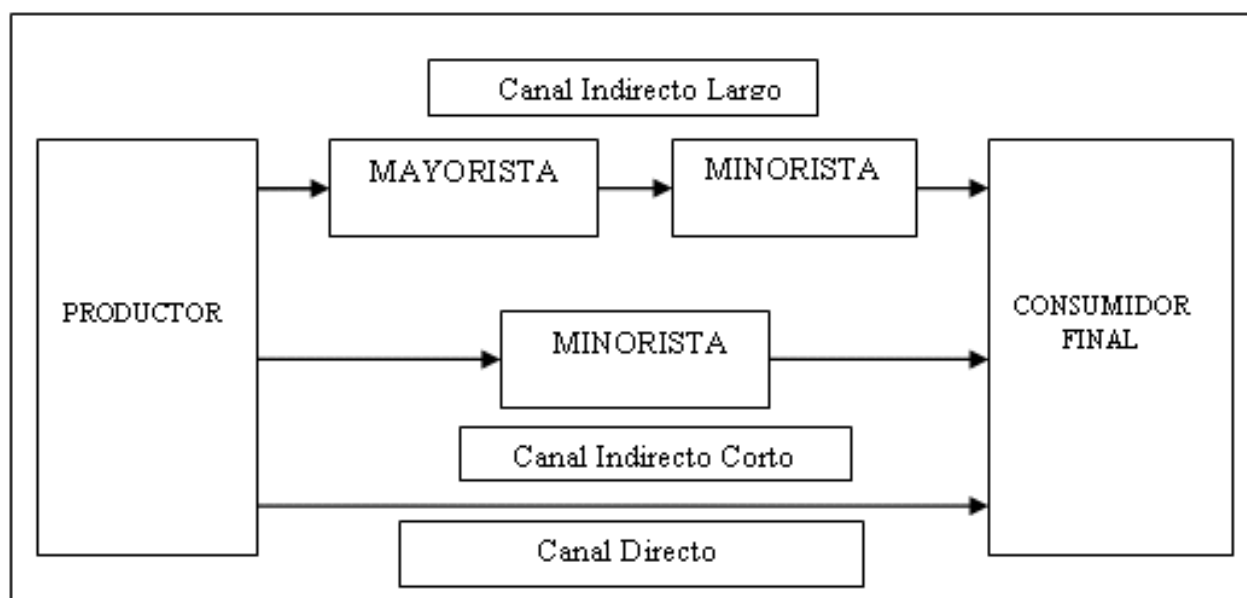 Canal Indirecto Largo
MAYORISTA
MINORISTA
PRODUCTOR
CONSUMIDOR
FINAL
MINORISTA
Canal Indirecto Corto
Canal Directo